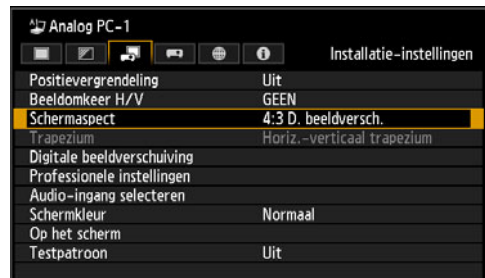 Analog PC-1
Installatie-instellingen
Positievergrendeling Uit
Beeldomkeer H/V GEEN
Schermaspect 4:3 D. beeldversch.
Trapezium Horiz.-verticaal trapezium
Digitale beeldverschuiving
Professionele instellingen
Audio-ingang selecteren
Schermkleur Normaal
Op het scherm
Testpatroon Uit